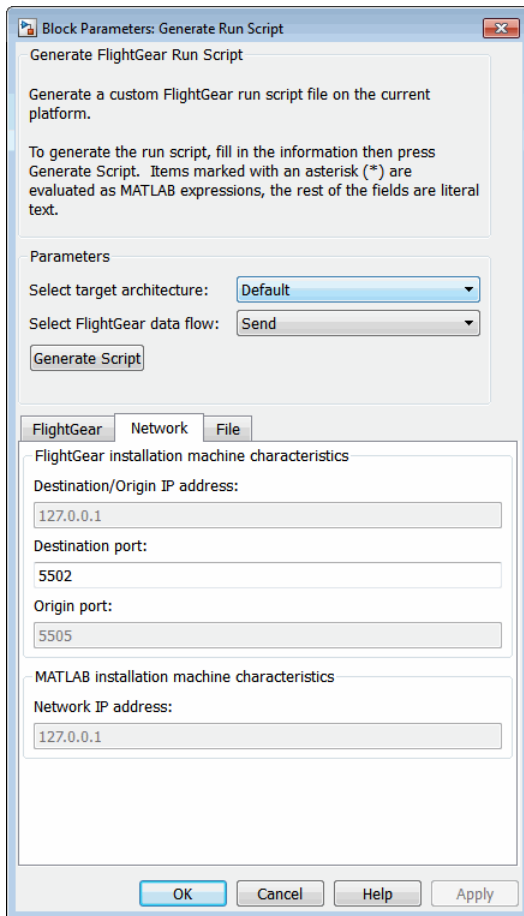 Block Parameters: Generate Run Script
Generate FlightGear Run Script
Generate a custom FlightGear run script file on the current
platform.
To generate the run script, fill in the information then press
Generate Script.  Items marked with an asterisk (*) are
evaluated as MATLAB expressions, the rest of the fields are literal
text.
Parameters
Select target architecture: Default
Select FlightGear data flow: Send
Generate Script
FlightGear Network File
FlightGear installation machine characteristics
Destination/Origin IP address:
127.0.0.1
Destination port:
5502
Origin port:
5505
MATLAB installation machine characteristics
Network IP address:
127.0.0.1
OK Cancel Help Apply